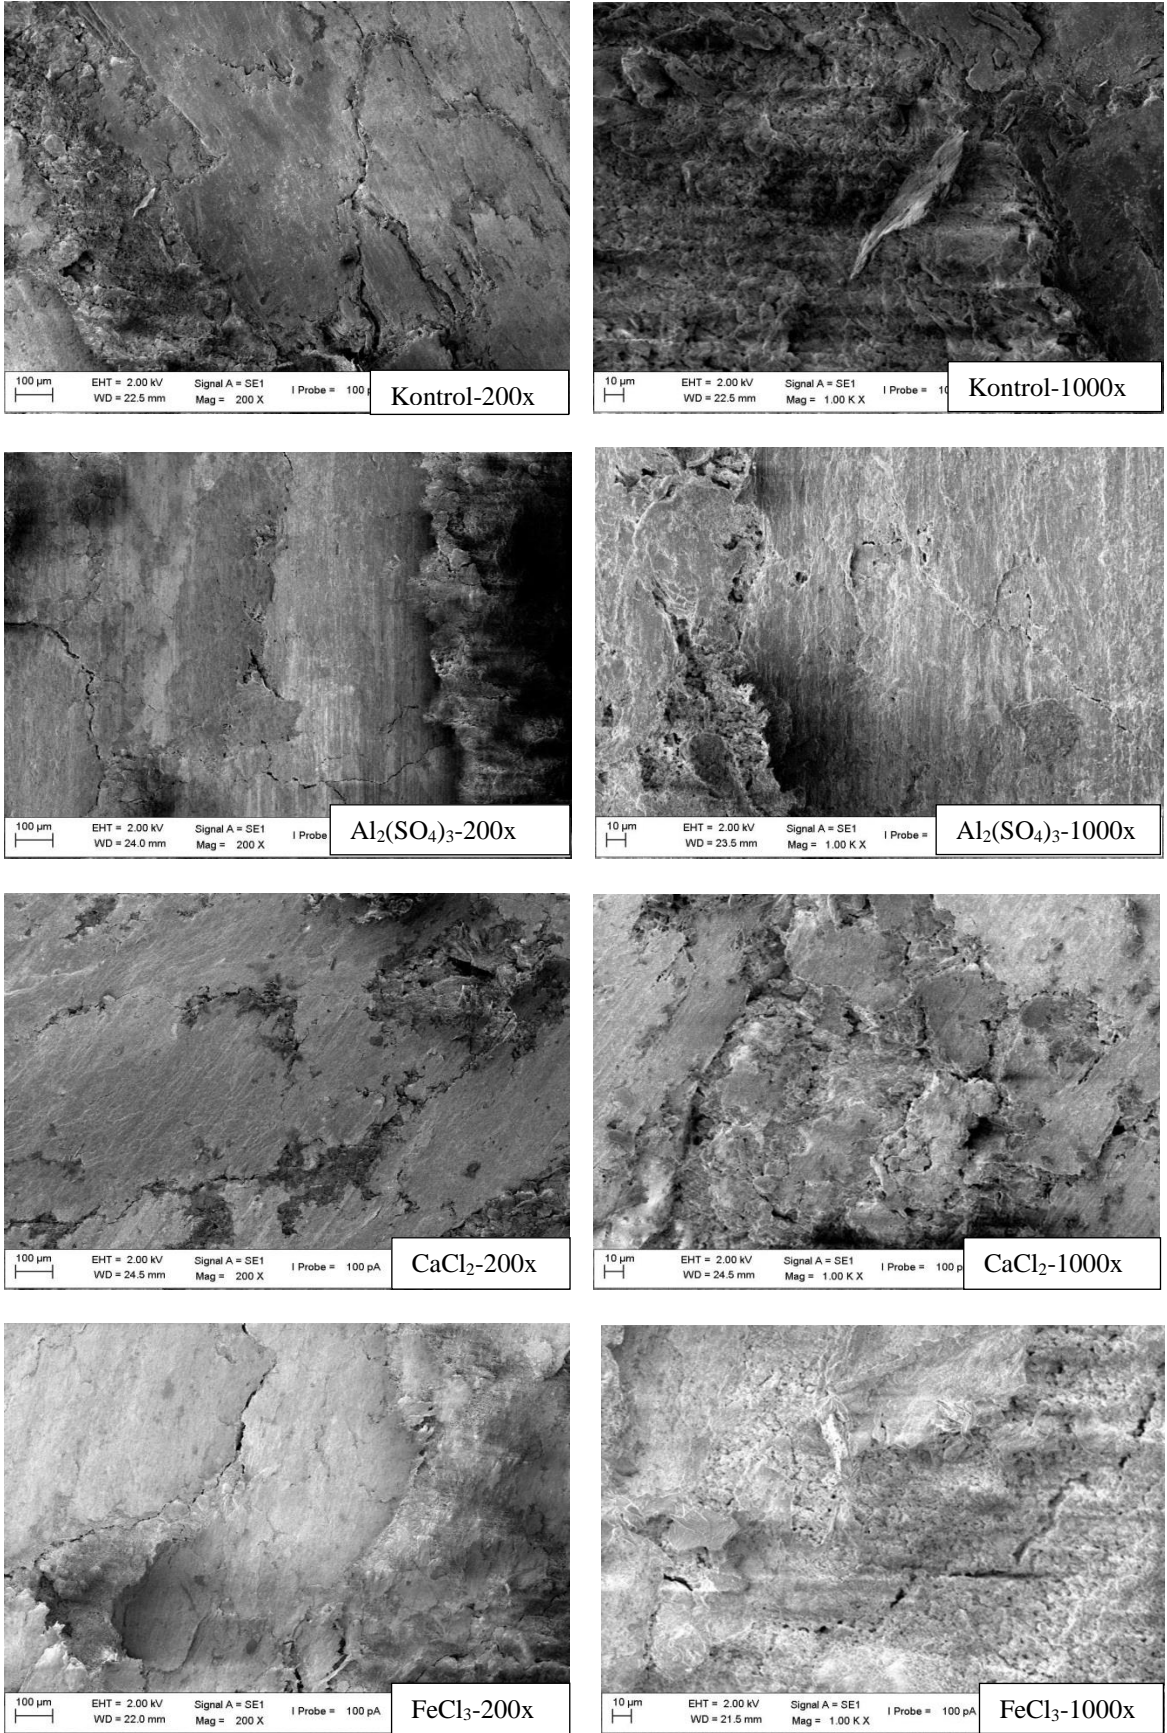 100 µm EHT = 2.00 kV Signal A = SE1 I Probe = 100 p
WD = 22.5 mm Mag = 200 X
Kontrol-200x
10 µm EHT = 2.00 kV Signal A = SE1 I Probe = 10
WD = 22.5 mm Mag = 1.00 K X
Kontrol-1000x
100 µm EHT = 2.00 kV Signal A = SE1 I Probe
WD = 24.0 mm Mag = 200 X
Al₂(SO₄)₃-200x
10 µm EHT = 2.00 kV Signal A = SE1 I Probe =
WD = 23.5 mm Mag = 1.00 K X
Al₂(SO₄)₃-1000x
100 µm EHT = 2.00 kV Signal A = SE1 I Probe = 100 pA
WD = 24.5 mm Mag = 200 X
CaCl₂-200x
10 µm EHT = 2.00 kV Signal A = SE1 I Probe = 100 p
WD = 24.5 mm Mag = 1.00 K X
CaCl₂-1000x
100 µm EHT = 2.00 kV Signal A = SE1 I Probe = 100 pA
WD = 22.0 mm Mag = 200 X
FeCl₃-200x
10 µm EHT = 2.00 kV Signal A = SE1 I Probe = 100 pA
WD = 21.5 mm Mag = 1.00 K X
FeCl₃-1000x